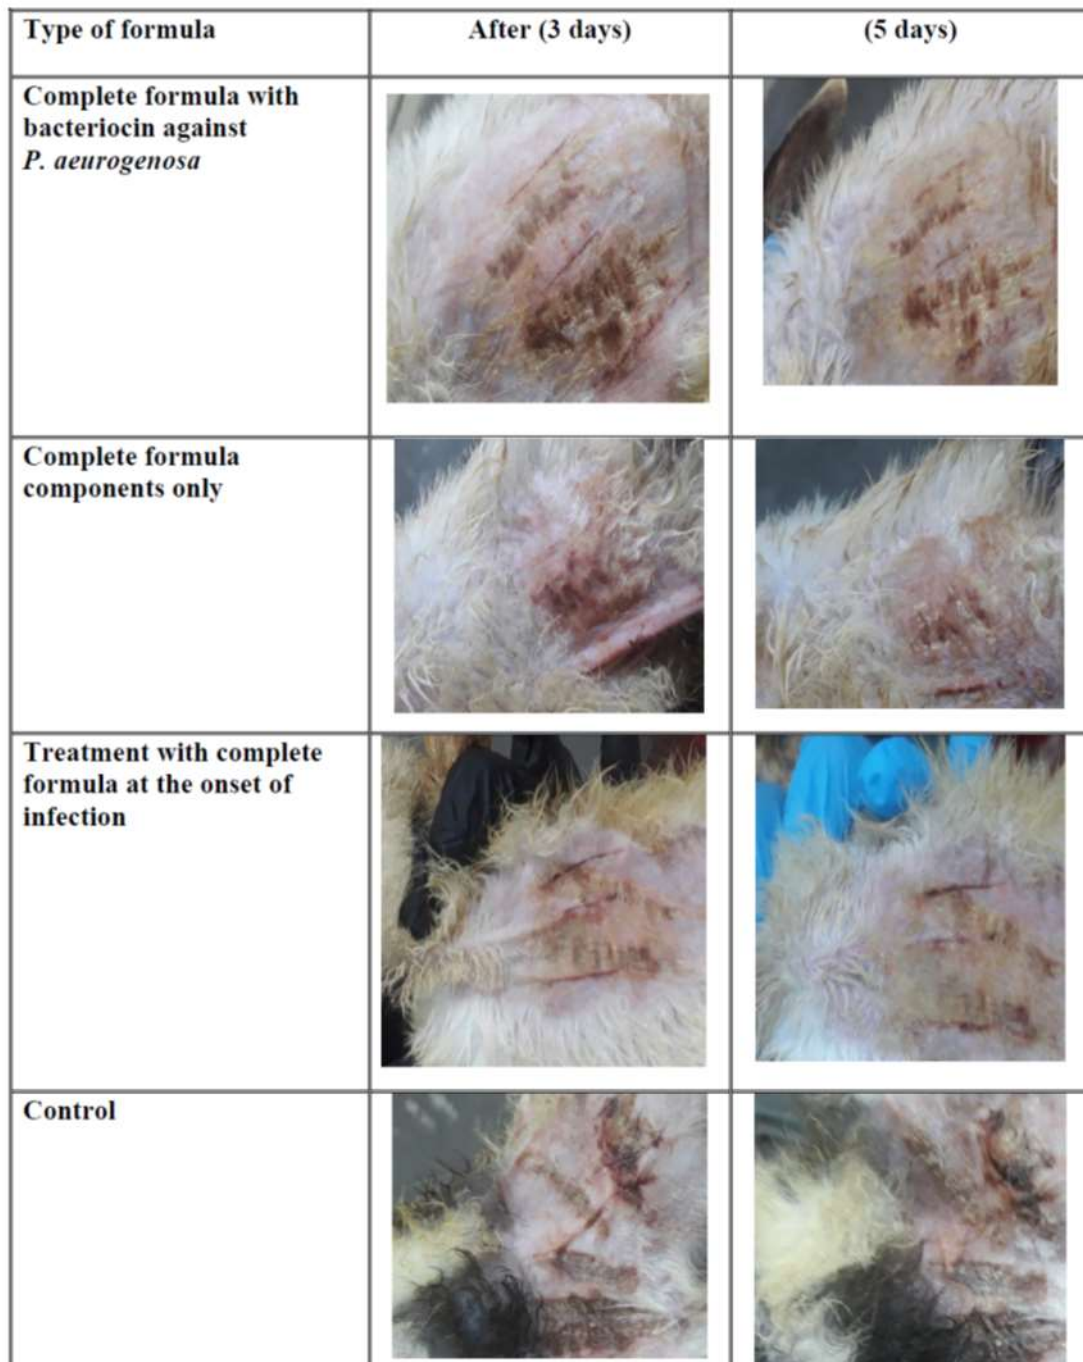 Type of formula
After (3 days)
(5 days)
Complete formula with
bacteriocin against
P. aeurogenosa
Complete formula
components only
Treatment with complete
formula at the onset of
infection
Control